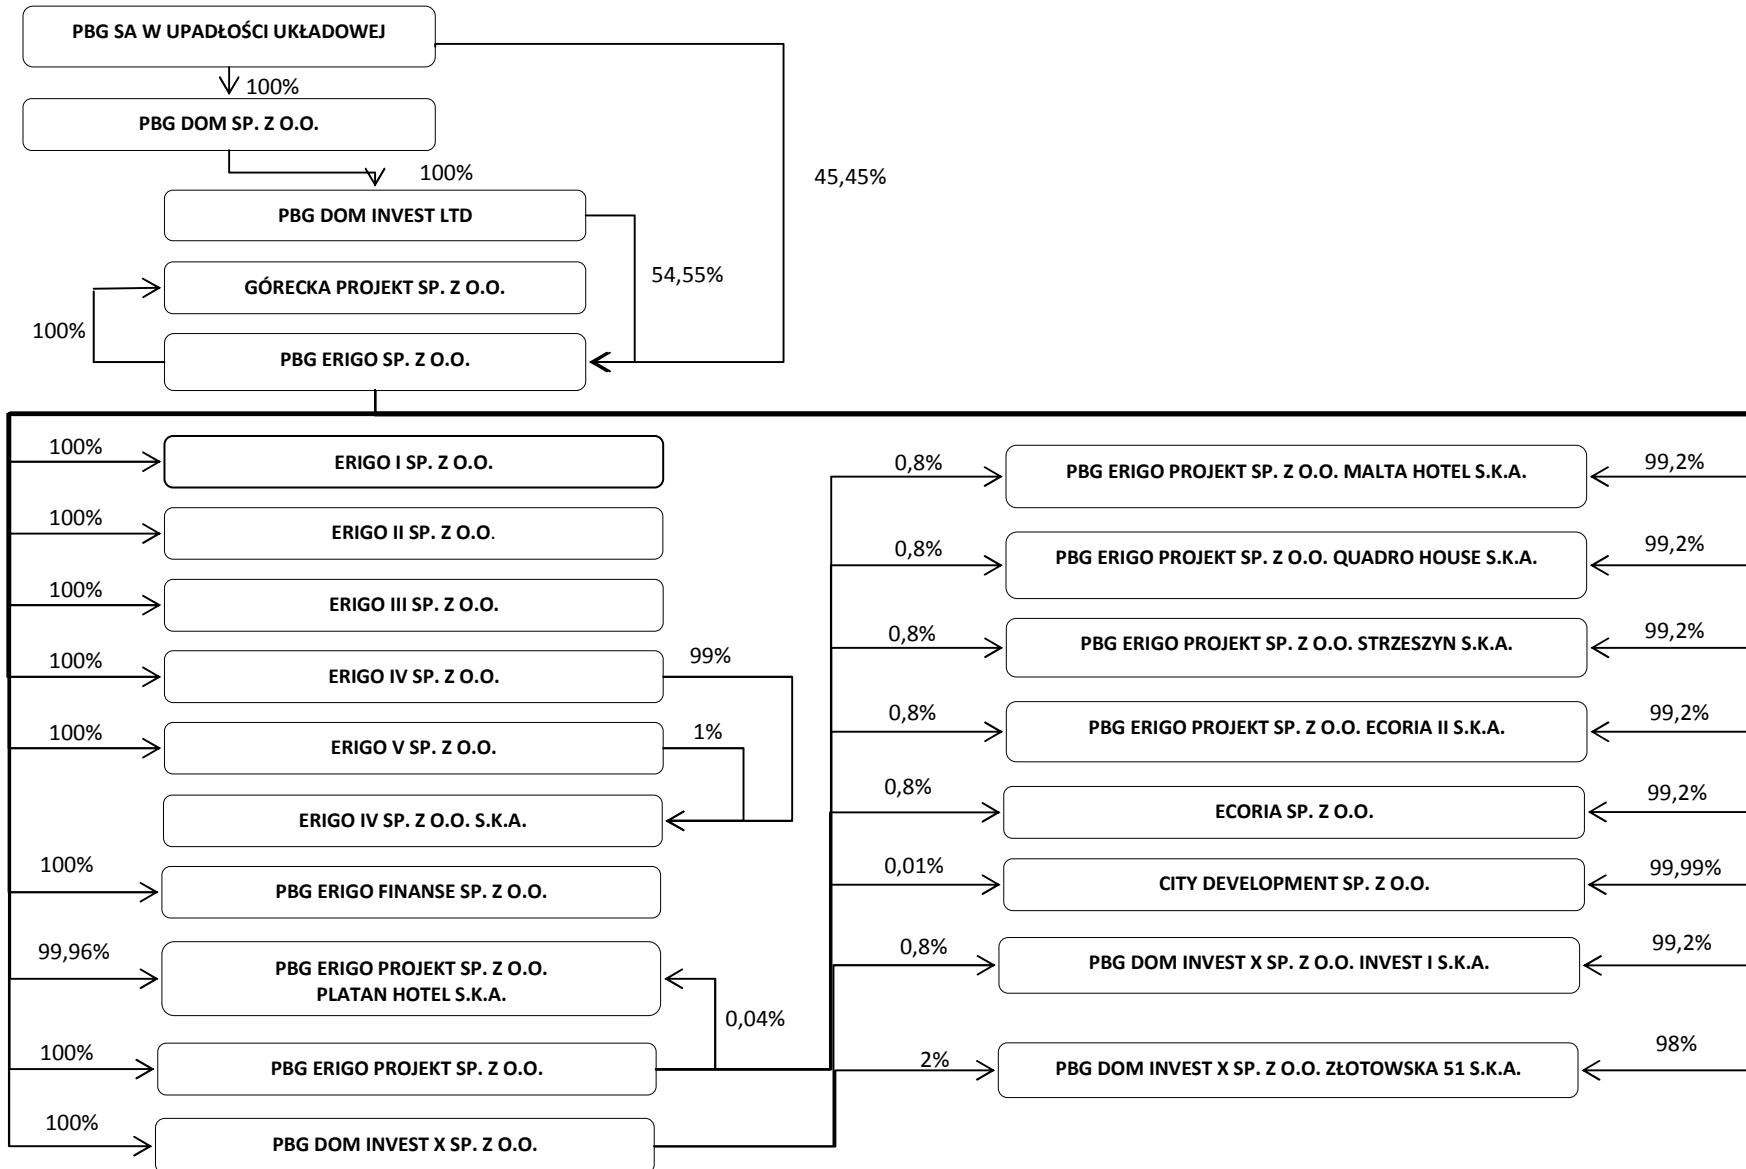 PBG SA W UPADŁOŚCI UKŁADOWEJ
100%
PBG DOM SP. Z O.O.
100%
45,45%
PBG DOM INVEST LTD
54,55%
GÓRECKA PROJEKT SP. Z O.O.
100%
PBG ERIGO SP. Z O.O.
100%
ERIGO I SP. Z O.O.
100%
ERIGO II SP. Z O.O.
100%
ERIGO III SP. Z O.O.
100%
ERIGO IV SP. Z O.O.
99%
100%
ERIGO V SP. Z O.O.
1%
ERIGO IV SP. Z O.O. S.K.A.
100%
PBG ERIGO FINANSE SP. Z O.O.
99,96%
PBG ERIGO PROJEKT SP. Z O.O.
PLATAN HOTEL S.K.A.
0,04%
100%
PBG ERIGO PROJEKT SP. Z O.O.
100%
PBG DOM INVEST X SP. Z O.O.
0,8%
PBG ERIGO PROJEKT SP. Z O.O. MALTA HOTEL S.K.A.
99,2%
0,8%
PBG ERIGO PROJEKT SP. Z O.O. QUADRO HOUSE S.K.A.
99,2%
0,8%
PBG ERIGO PROJEKT SP. Z O.O. STRZESZYN S.K.A.
99,2%
0,8%
PBG ERIGO PROJEKT SP. Z O.O. ECORIA II S.K.A.
99,2%
0,8%
ECORIA SP. Z O.O.
99,2%
0,01%
CITY DEVELOPMENT SP. Z O.O.
99,99%
0,8%
PBG DOM INVEST X SP. Z O.O. INVEST I S.K.A.
99,2%
2%
PBG DOM INVEST X SP. Z O.O. ZŁOTOWSKA 51 S.K.A.
98%